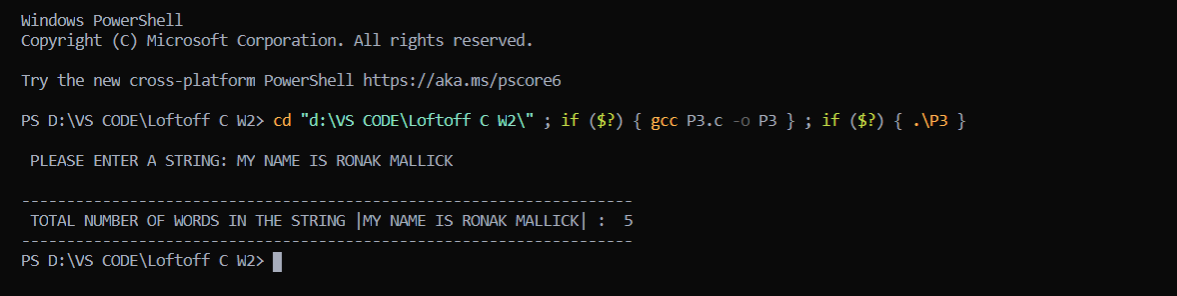 Windows PowerShell
Copyright (C) Microsoft Corporation. All rights reserved.
Try the new cross-platform PowerShell https://aka.ms/pscore6
PS D:\VS CODE\Loftoff C W2> cd "d:\VS CODE\Loftoff C W2\" ; if ($?) { gcc P3.c -o P3 } ; if ($?) { .\P3 }
PLEASE ENTER A STRING: MY NAME IS RONAK MALLICK
--------------------------------------------------------------------
TOTAL NUMBER OF WORDS IN THE STRING |MY NAME IS RONAK MALLICK| :  5
--------------------------------------------------------------------
PS D:\VS CODE\Loftoff C W2>